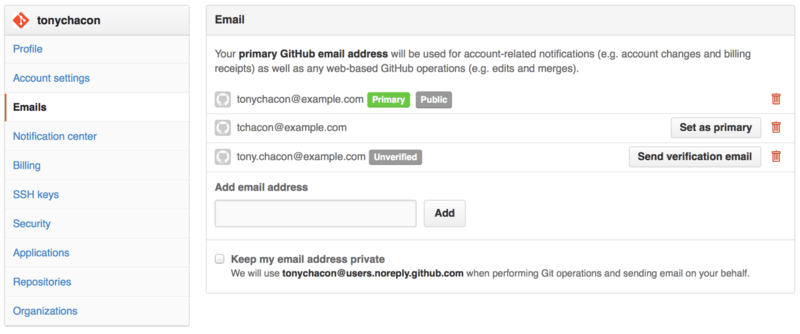 tonychacon
Profile
Account settings
Emails
Notification center
Billing
SSH keys
Security
Applications
Repositories
Organizations
Email
Your primary GitHub email address will be used for account-related notifications (e.g. account changes and billing
receipts) as well as any web-based GitHub operations (e.g. edits and merges).
tonychacon@example.com Primary Public
tchacon@example.com Set as primary
tony.chacon@example.com Unverified Send verification email
Add email address
Add
Keep my email address private
We will use tonychacon@users.noreply.github.com when performing Git operations and sending email on your behalf.